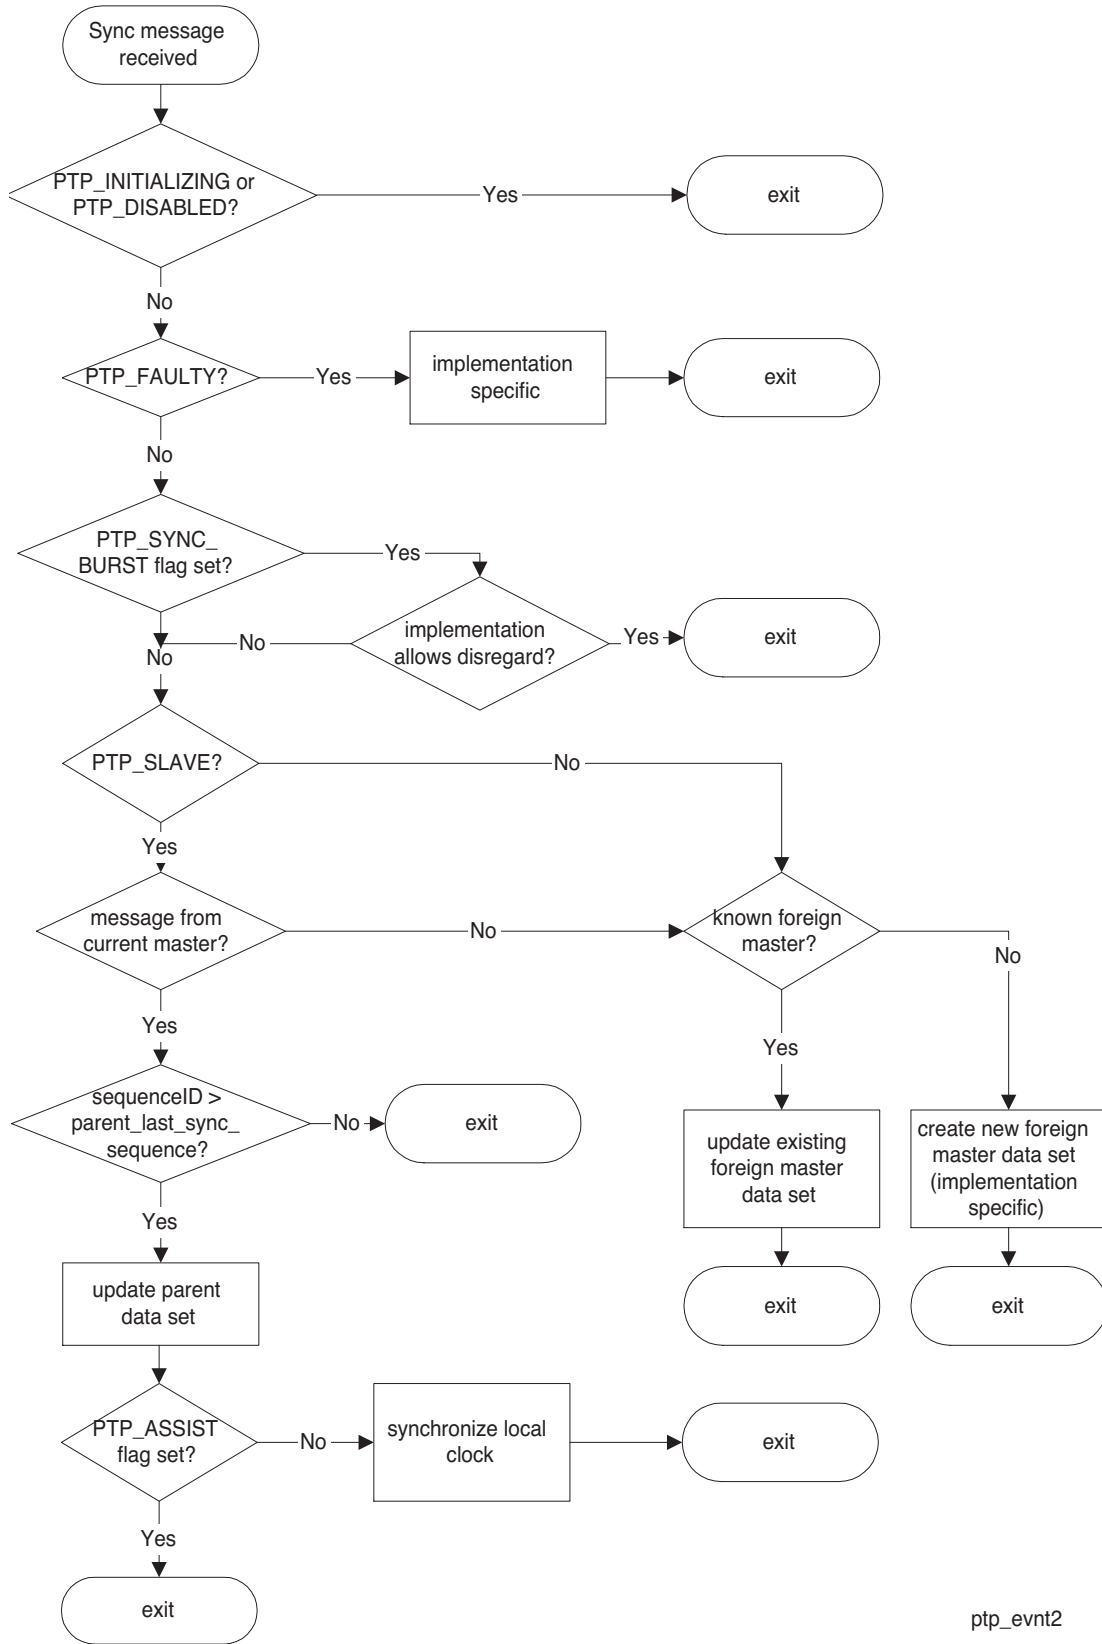 Sync message
received
PTP_INITIALIZING or
PTP_DISABLED?
Yes
exit
No
PTP_FAULTY?
Yes
implementation
specific
exit
No
PTP_SYNC_
BURST flag set?
Yes
implementation
allows disregard?
Yes
exit
No
No
PTP_SLAVE?
No
Yes
message from
current master?
No
known foreign
master?
No
Yes
Yes
sequenceID >
parent_last_sync_
sequence?
No
exit
update existing
foreign master
data set
create new foreign
master data set
(implementation
specific)
Yes
update parent
data set
exit
exit
PTP_ASSIST
flag set?
No
synchronize local
clock
exit
Yes
exit
ptp_evnt2